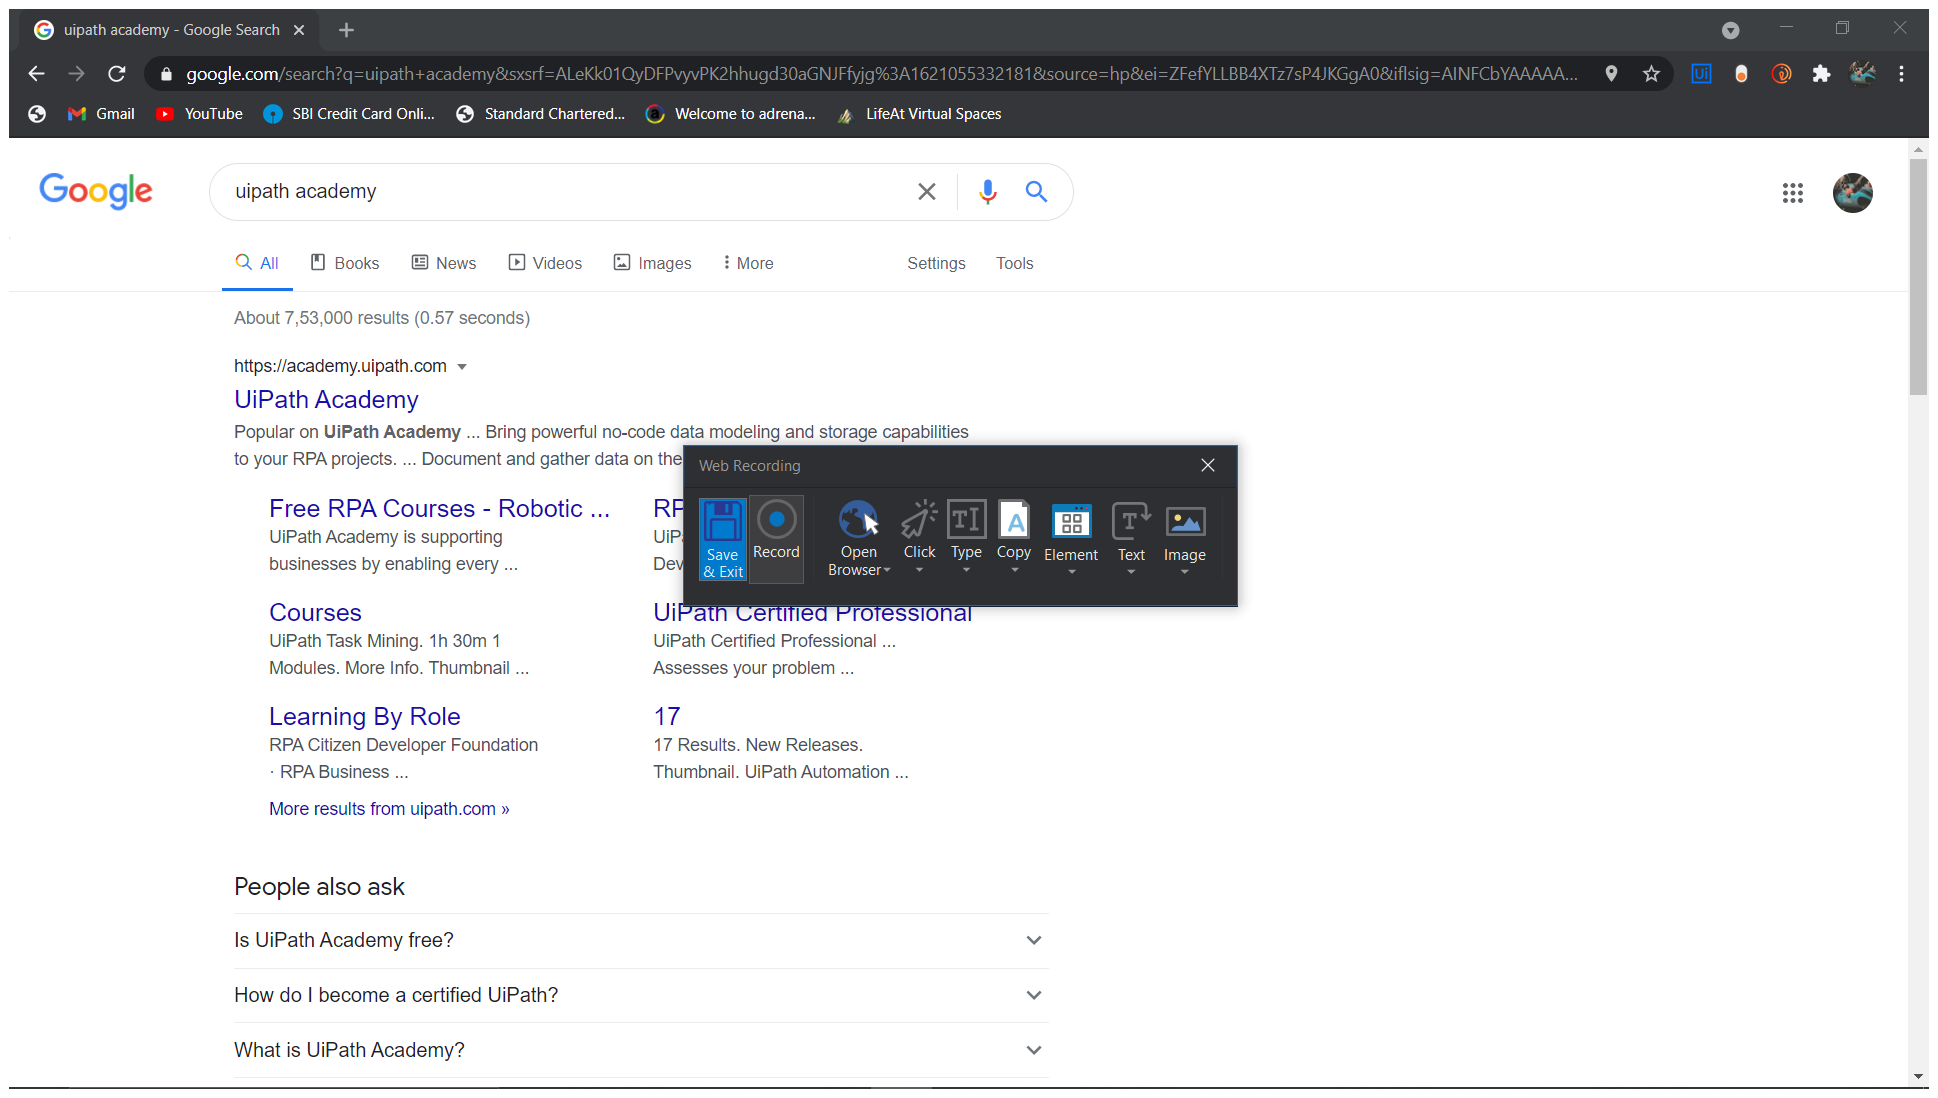 uipath academy - Google Search
google.com/search?q=uipath+academy&sxsrf=ALeKk01QyDFPvyvPK2hhugd30aGNJFfyjg%3A1621055332181&source=hp&ei=ZFefYLLBB4XTz7sP4JKGgA0&iflsig=AINFCbYAAAAA...
Gmail YouTube SBI Credit Card Onli... Standard Chartered... Welcome to adrena... LifeAt Virtual Spaces
Google
uipath academy
All Books News Videos Images More Settings Tools
About 7,53,000 results (0.57 seconds)
https://academy.uipath.com
UiPath Academy
Popular on UiPath Academy ... Bring powerful no-code data modeling and storage capabilities
to your RPA projects. ... Document and gather data on the
Free RPA Courses - Robotic ...
UiPath Academy is supporting
businesses by enabling every ...
RP
UiP
Dev
Web Recording
Save & Exit
Record
Open Browser
Click
Type
Copy
Element
Text
Image
Courses
UiPath Task Mining. 1h 30m 1
Modules. More Info. Thumbnail ...
UiPath Certified Professional
UiPath Certified Professional ...
Assesses your problem ...
Learning By Role
RPA Citizen Developer Foundation
· RPA Business ...
17
17 Results. New Releases.
Thumbnail. UiPath Automation ...
More results from uipath.com »
People also ask
Is UiPath Academy free?
How do I become a certified UiPath?
What is UiPath Academy?